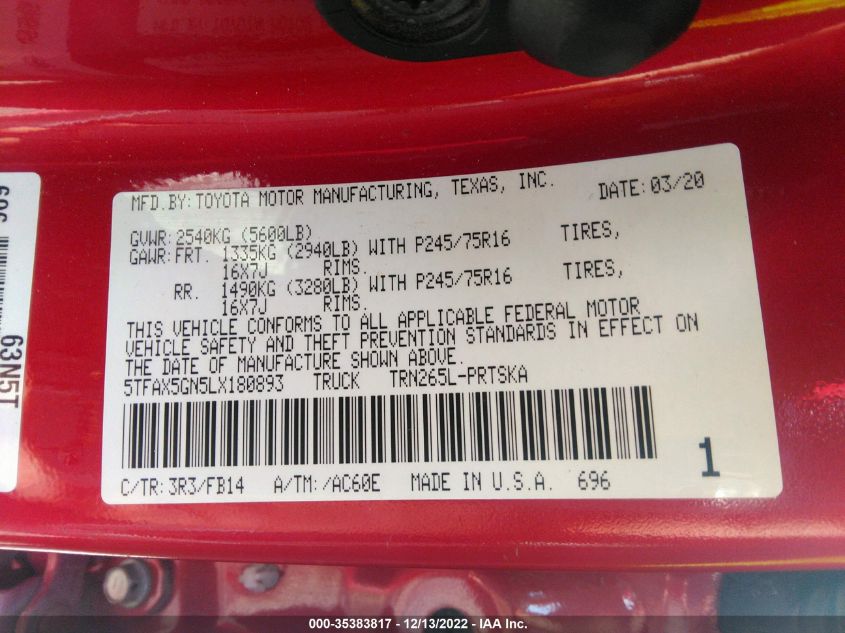 MFD.BY: TOYOTA MOTOR MANUFACTURING, TEXAS, INC. DATE: 03/20
GVWR: 2540KG (5600LB)
GAWR: FRT. 1335KG (2940LB) WITH P245/75R16 TIRES,
16X7J RIMS.
RR. 1490KG (3280LB) WITH P245/75R16 TIRES,
16X7J RIMS.
THIS VEHICLE CONFORMS TO ALL APPLICABLE FEDERAL MOTOR
VEHICLE SAFETY AND THEFT PREVENTION STANDARDS IN EFFECT ON
THE DATE OF MANUFACTURE SHOWN ABOVE.
5TFAX5GN5LX180893 TRUCK TRN265L-PRTSKA
1
C/TR: 3R3/FB14 A/TM: /AC60E MADE IN U.S.A. 696
696
63N5T
000-35383817 - 12/13/2022 - IAA Inc.